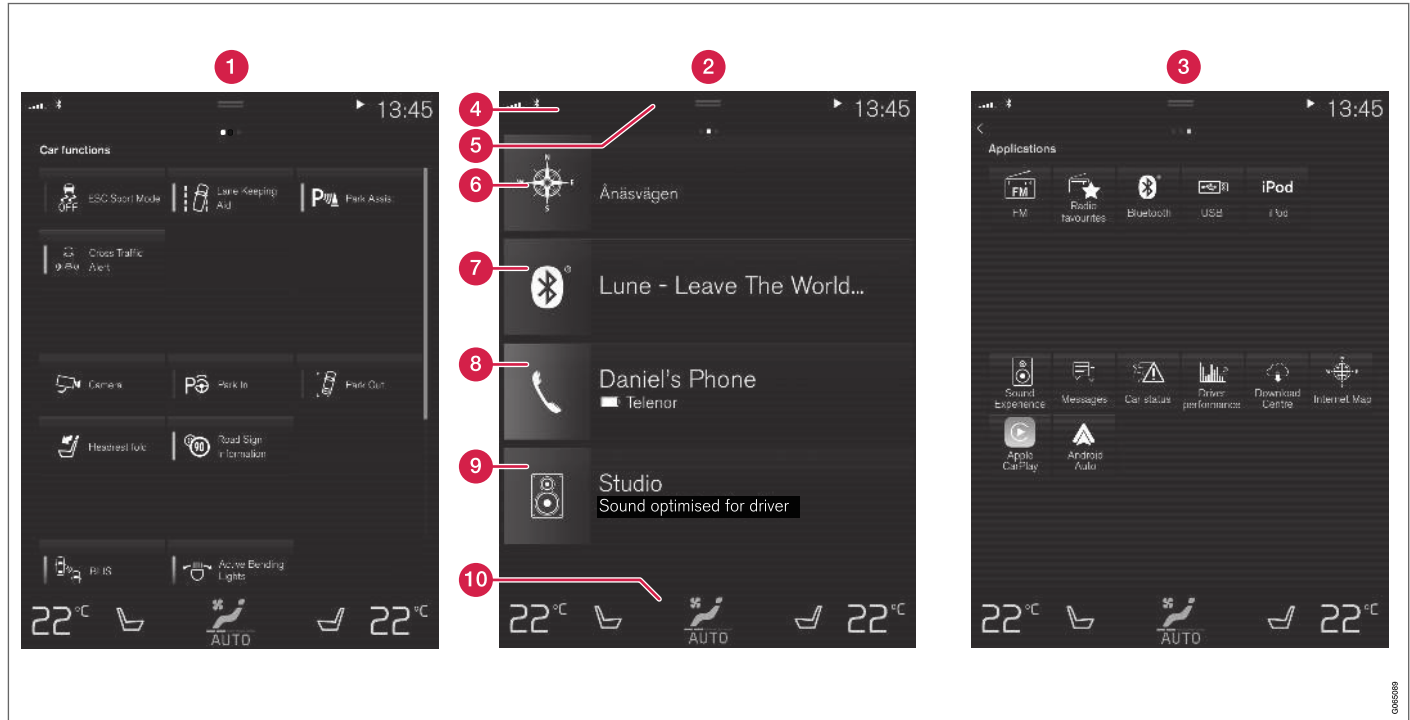 1
2
3
13:45
Car functions
ESC Sport Mode
OFF
Lane Keeping
Aid
P
Park Assist
Cross Traffic
Alert
Camera
P
Park In
Park Out
Headrest fold
90
Road Sign
Information
BLIS
Active Bending
Lights
22°C
AUTO
22°C
4
13:45
5
6
N
W
E
S
Ånäsvägen
7
Lune - Leave The World...
8
Daniel's Phone
Telenor
9
Studio
Sound optimised for driver
10
22°C
AUTO
22°C
13:45
Applications
FM
FM
Radio
favourites
Bluetooth
USB
iPod
iPod
Sound
Experience
Messages
Car status
Driver
performance
Download
Centre
Internet Map
Apple
CarPlay
Android
Auto
22°C
AUTO
22°C
G065089